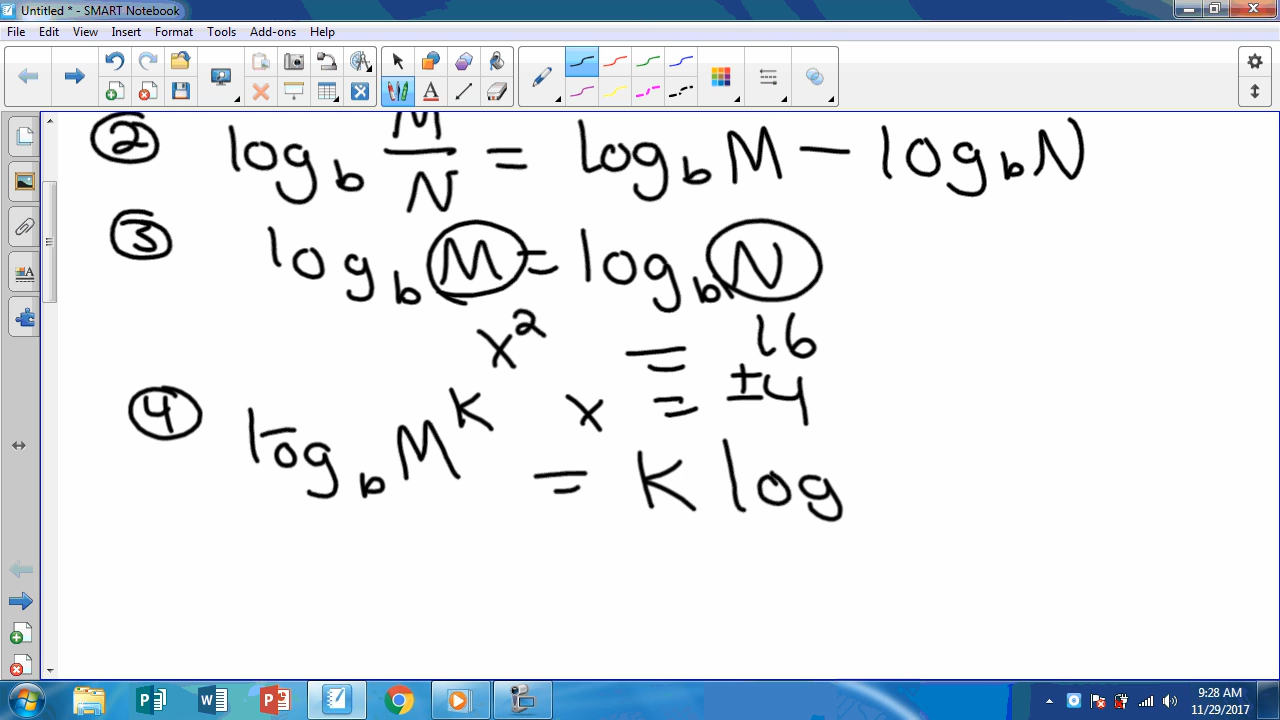 Untitled * - SMART Notebook
File Edit View Insert Format Tools Add-ons Help
② log_b M/N = log_b M - log_b N
③ log_b M = log_b N
x² = 16
x = ±4
④ log_b M^K = K log
9:28 AM
11/29/2017